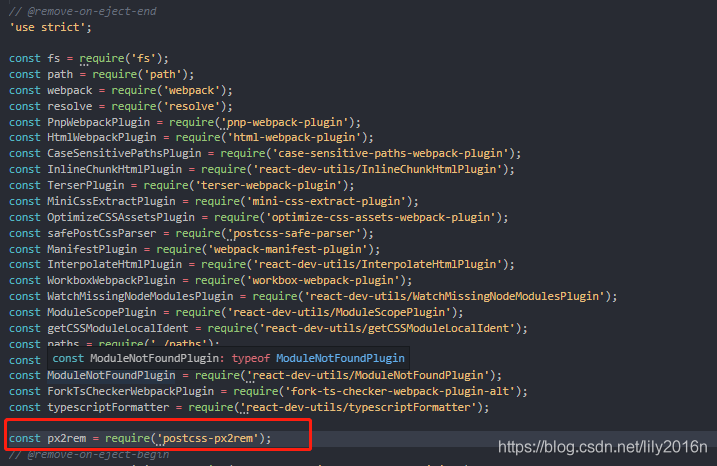 // @remove-on-eject-end
'use strict';
const fs = require('fs');
const path = require('path');
const webpack = require('webpack');
const resolve = require('resolve');
const PnpWebpackPlugin = require('pnp-webpack-plugin');
const HtmlWebpackPlugin = require('html-webpack-plugin');
const CaseSensitivePathsPlugin = require('case-sensitive-paths-webpack-plugin');
const InlineChunkHtmlPlugin = require('react-dev-utils/InlineChunkHtmlPlugin');
const TerserPlugin = require('terser-webpack-plugin');
const MiniCssExtractPlugin = require('mini-css-extract-plugin');
const OptimizeCSSAssetsPlugin = require('optimize-css-assets-webpack-plugin');
const safePostCssParser = require('postcss-safe-parser');
const ManifestPlugin = require('webpack-manifest-plugin');
const InterpolateHtmlPlugin = require('react-dev-utils/InterpolateHtmlPlugin');
const WorkboxWebpackPlugin = require('workbox-webpack-plugin');
const WatchMissingNodeModulesPlugin = require('react-dev-utils/WatchMissingNodeModulesPlugin');
const ModuleScopePlugin = require('react-dev-utils/ModuleScopePlugin');
const getCSSModuleLocalIdent = require('react-dev-utils/getCSSModuleLocalIdent');
const paths = require('./paths');
const
const ModuleNotFoundPlugin: typeof ModuleNotFoundPlugin
const ModuleNotFoundPlugin = require('react-dev-utils/ModuleNotFoundPlugin');
const ForkTsCheckerWebpackPlugin = require('fork-ts-checker-webpack-plugin-alt');
const typescriptFormatter = require('react-dev-utils/typescriptFormatter');
const px2rem = require('postcss-px2rem');
// @remove-on-eject-begin
https://blog.csdn.net/lily2016n